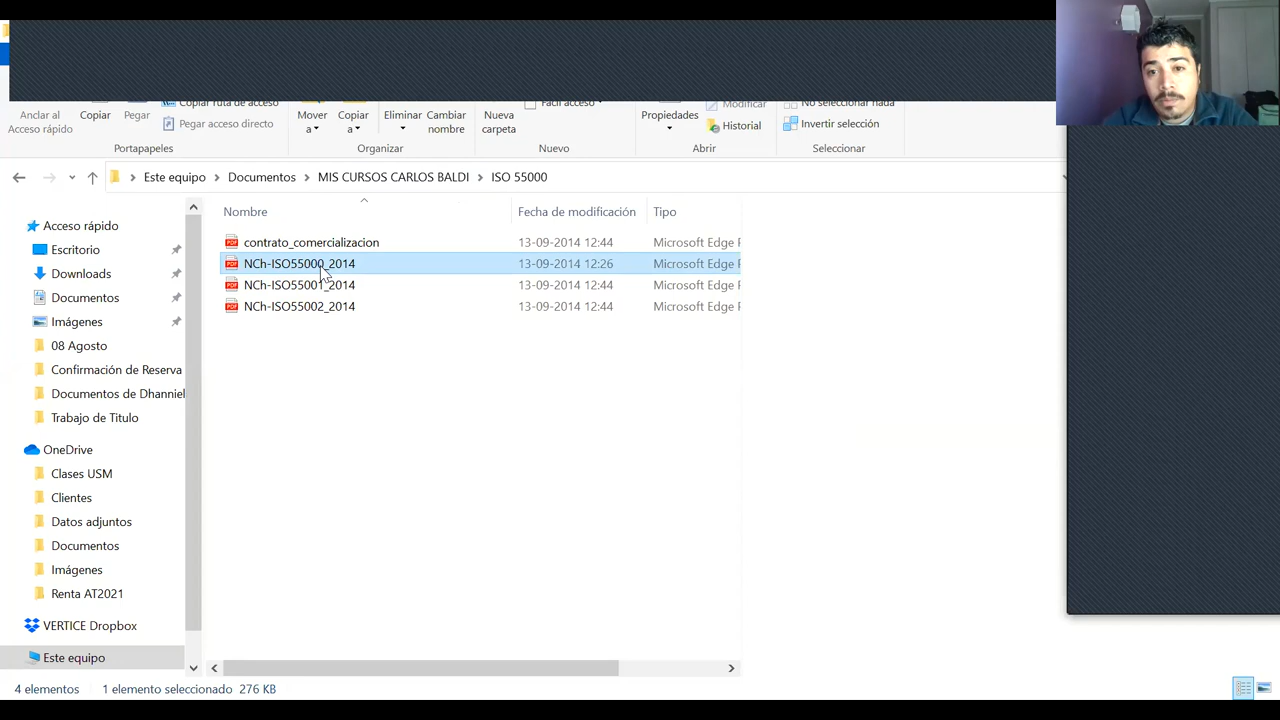 Copiar ruta de acceso
Fácil acceso
Modificar
No seleccionar nada
Anclar al
Acceso rápido
Copiar
Pegar
Pegar acceso directo
Mover
a
Copiar
a
Eliminar
Cambiar
nombre
Nueva
carpeta
Propiedades
Historial
Invertir selección
Portapapeles
Organizar
Nuevo
Abrir
Seleccionar
Este equipo > Documentos > MIS CURSOS CARLOS BALDI > ISO 55000
Nombre Fecha de modificación Tipo
contrato_comercializacion 13-09-2014 12:44 Microsoft Edge P
NCh-ISO55000_2014 13-09-2014 12:26 Microsoft Edge P
NCh-ISO55001_2014 13-09-2014 12:44 Microsoft Edge P
NCh-ISO55002_2014 13-09-2014 12:44 Microsoft Edge P
Acceso rápido
Escritorio
Downloads
Documentos
Imágenes
08 Agosto
Confirmación de Reserva
Documentos de Dhanniel
Trabajo de Titulo
OneDrive
Clases USM
Clientes
Datos adjuntos
Documentos
Imágenes
Renta AT2021
VERTICE Dropbox
Este equipo
4 elementos 1 elemento seleccionado 276 KB